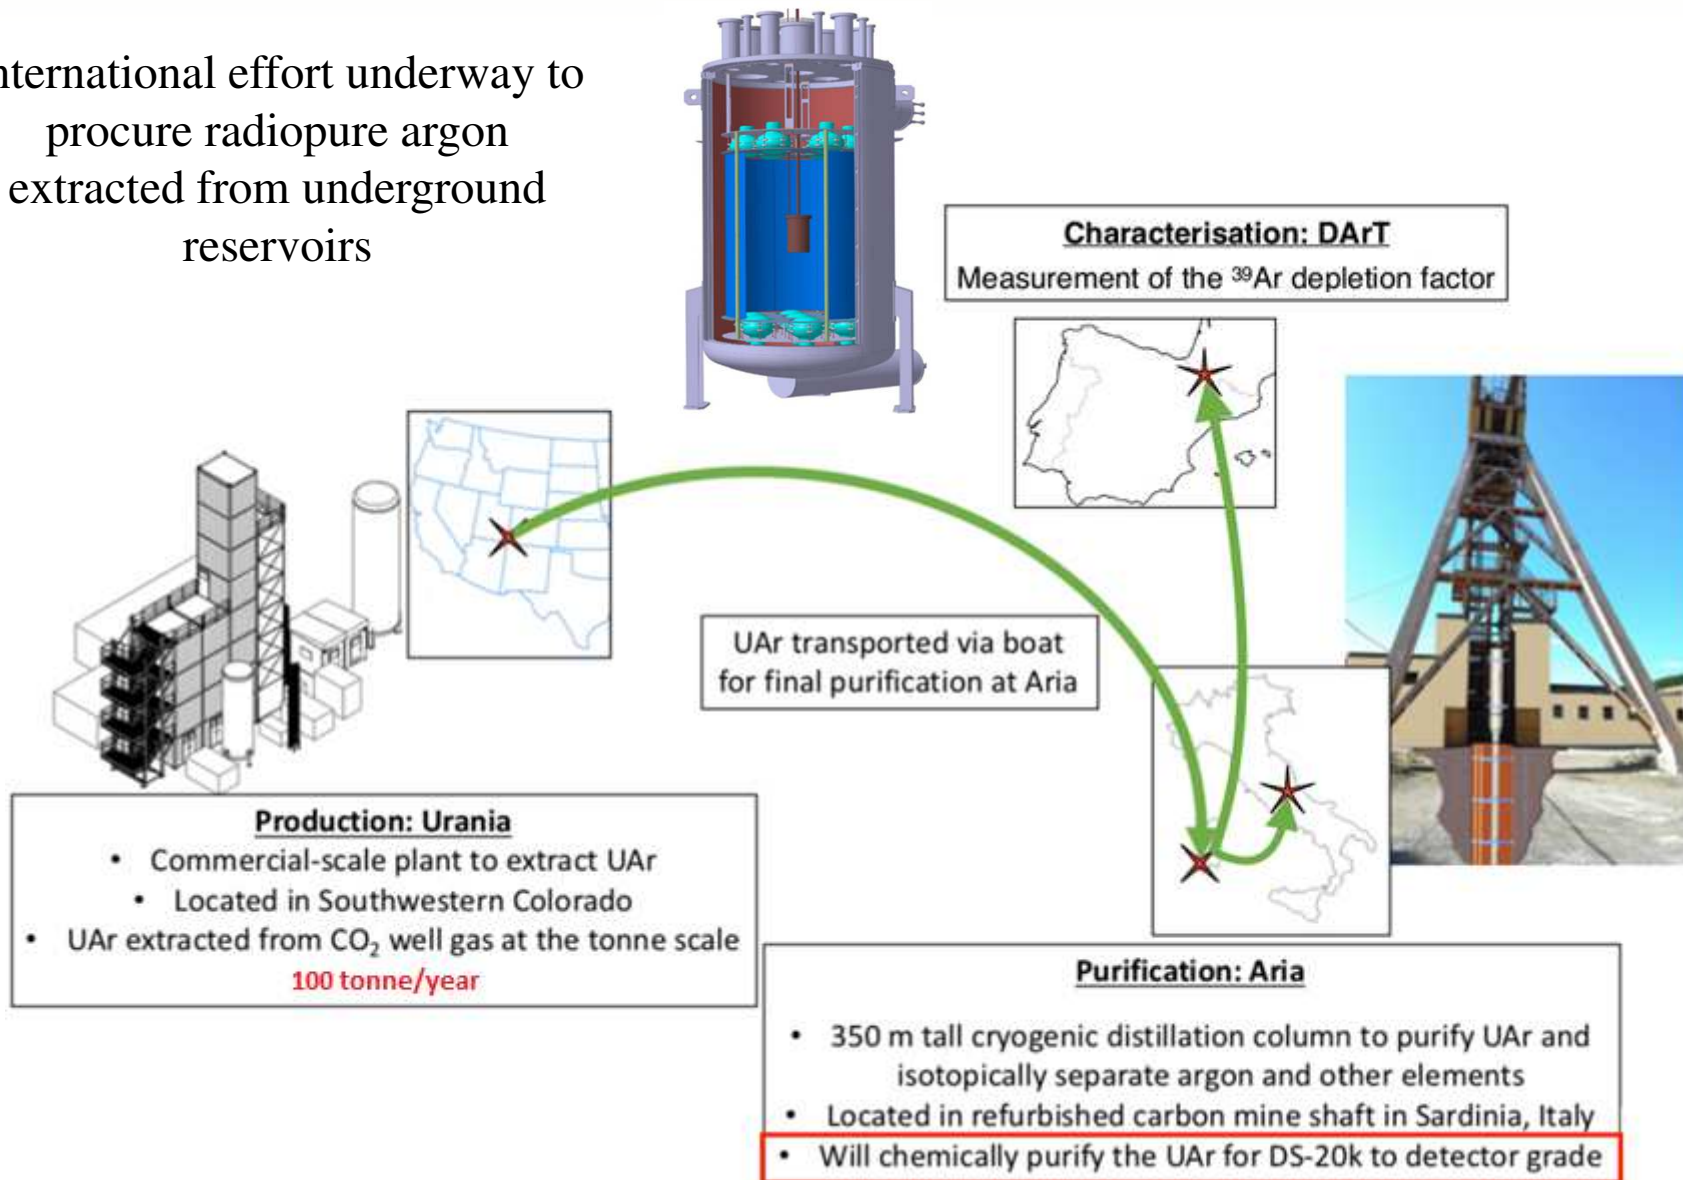 nternational effort underway to
procure radiopure argon
extracted from underground
reservoirs
Characterisation: DArT
Measurement of the ³⁹Ar depletion factor
UAr transported via boat
for final purification at Aria
Production: Urania
• Commercial-scale plant to extract UAr
• Located in Southwestern Colorado
• UAr extracted from CO₂ well gas at the tonne scale
100 tonne/year
Purification: Aria
• 350 m tall cryogenic distillation column to purify UAr and
isotopically separate argon and other elements
• Located in refurbished carbon mine shaft in Sardinia, Italy
• Will chemically purify the UAr for DS-20k to detector grade